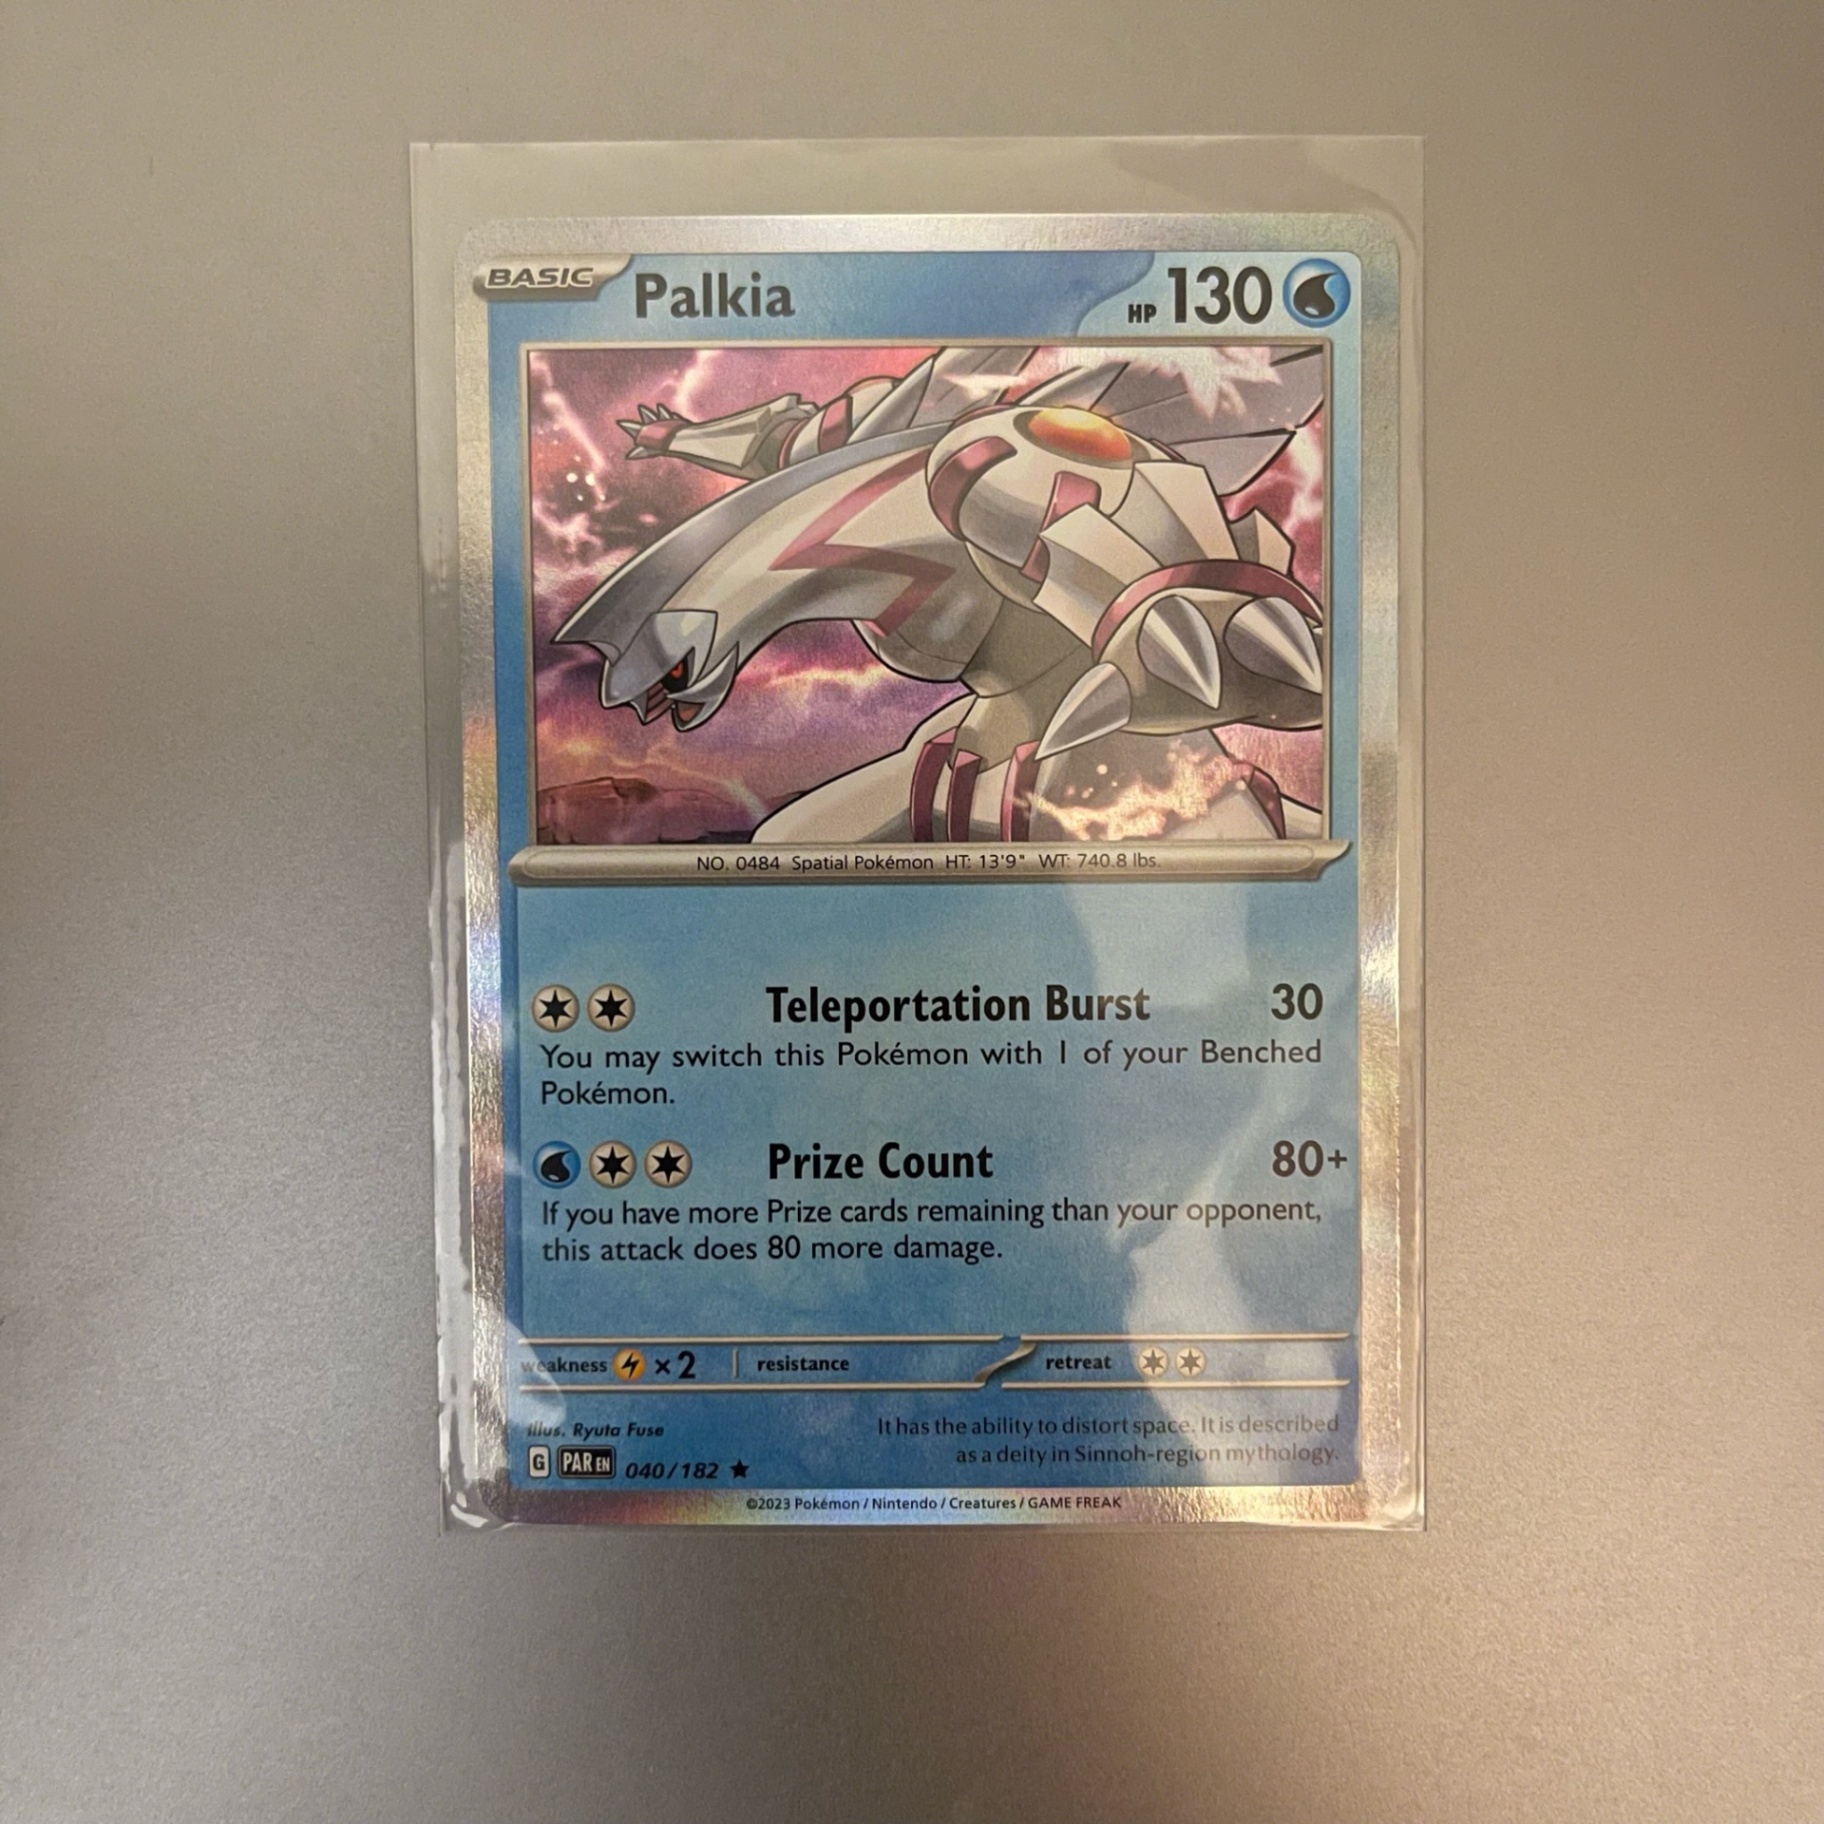 BASIC Palkia HP 130
NO. 0484 Spatial Pokémon HT: 13'9" WT: 740.8 lbs.
Teleportation Burst 30
You may switch this Pokémon with 1 of your Benched
Pokémon.
Prize Count 80+
If you have more Prize cards remaining than your opponent,
this attack does 80 more damage.
weakness ×2 resistance retreat
Illus. Ryuta Fuse
It has the ability to distort space. It is described
as a deity in Sinnoh-region mythology.
G PAR EN 040/182
©2023 Pokémon / Nintendo / Creatures / GAME FREAK